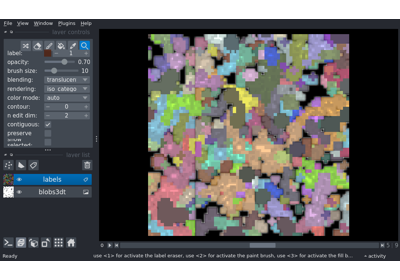 File View Window Plugins Help
layer controls
label: 1
opacity: 0.70
brush size: 10
blending: translucen
rendering: iso_catego
color mode: auto
contour: 0
n edit dim: 2
contiguous:
preserve
selected:
layer list
labels
blobs3dt
Ready
use <1> for activate the label eraser, use <2> for activate the paint brush, use <3> for activate the fill b...
activity